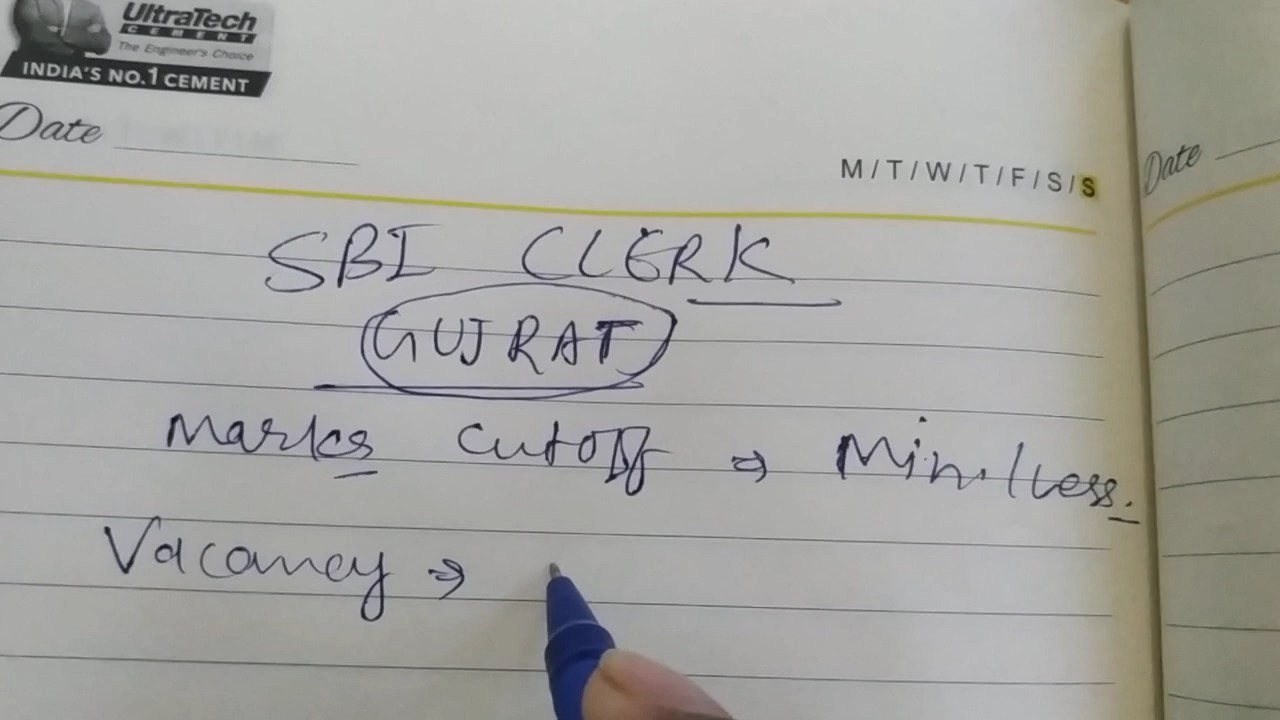 UltraTech
CEMENT
The Engineer's Choice
INDIA'S NO.1 CEMENT
Date
M/T/W/T/F/S/S
Date
SBI CLERK
GUJRAT
Marks cutoff ⇒ Min./Less.
Vacancy ⇒